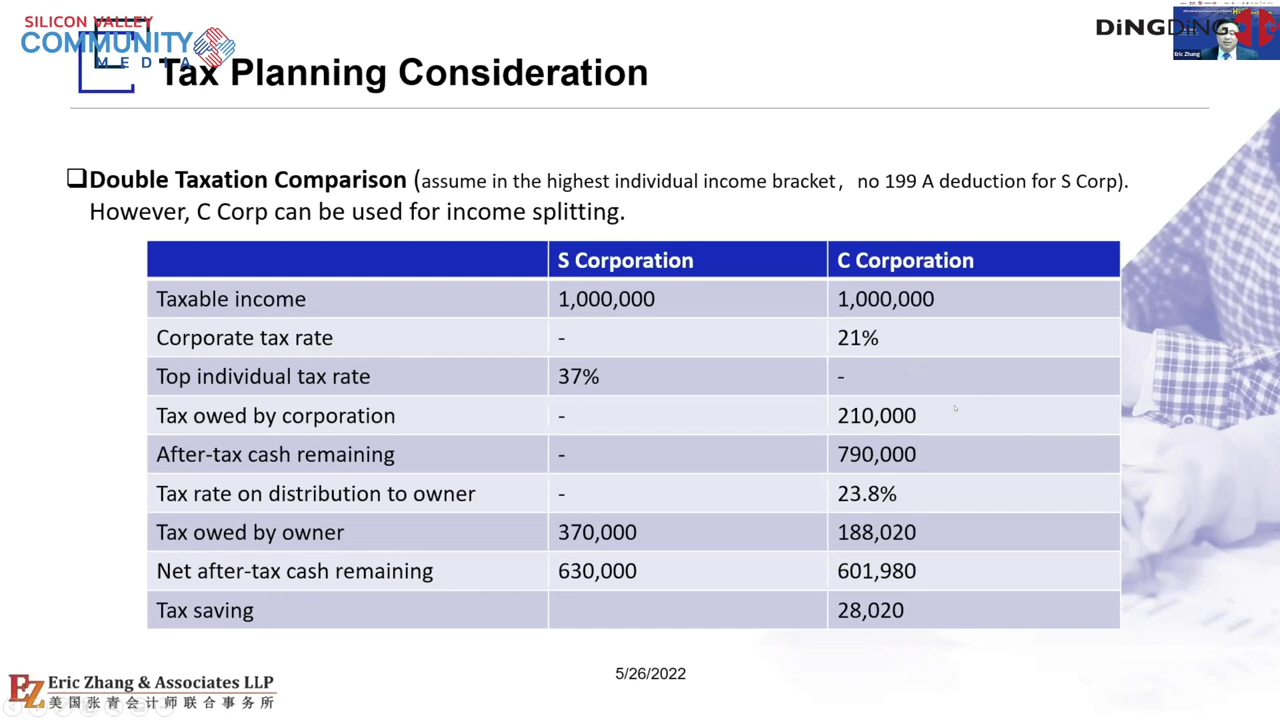 SILICON VALLEY
COMMUNITY
MEDIA
DiNGDiNG
Eric Zhang
Tax Planning Consideration
❑Double Taxation Comparison (assume in the highest individual income bracket， no 199 A deduction for S Corp).
However, C Corp can be used for income splitting.
S Corporation C Corporation
Taxable income 1,000,000 1,000,000
Corporate tax rate - 21%
Top individual tax rate 37% -
Tax owed by corporation - 210,000
After-tax cash remaining - 790,000
Tax rate on distribution to owner - 23.8%
Tax owed by owner 370,000 188,020
Net after-tax cash remaining 630,000 601,980
Tax saving 28,020
5/26/2022
EZ Eric Zhang & Associates LLP
美国张青会计师联合事务所